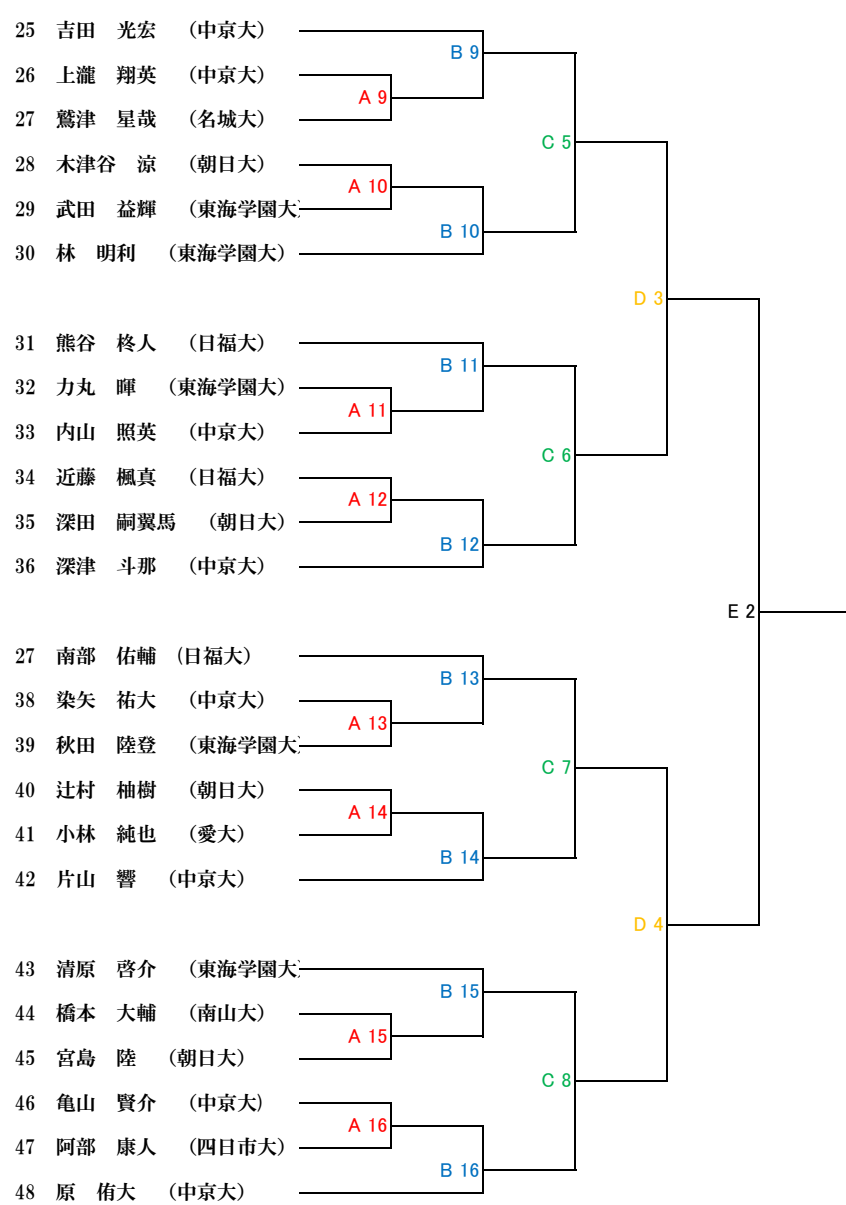 25 吉田 光宏 （中京大）
B 9
26 上瀧 翔英 （中京大）
A 9
27 鷲津 星哉 （名城大）
C 5
28 木津谷 涼 （朝日大）
A 10
29 武田 益輝 （東海学園大）
B 10
30 林 明利 （東海学園大）
D 3
31 熊谷 柊人 （日福大）
B 11
32 力丸 暉 （東海学園大）
A 11
33 内山 照英 （中京大）
C 6
34 近藤 楓真 （日福大）
A 12
35 深田 嗣翼馬 （朝日大）
B 12
36 深津 斗那 （中京大）
E 2
27 南部 佑輔 （日福大）
B 13
38 染矢 祐大 （中京大）
A 13
39 秋田 陸登 （東海学園大）
C 7
40 辻村 柚樹 （朝日大）
A 14
41 小林 純也 （愛大）
B 14
42 片山 響 （中京大）
D 4
43 清原 啓介 （東海学園大）
B 15
44 橋本 大輔 （南山大）
A 15
45 宮島 陸 （朝日大）
C 8
46 亀山 賢介 （中京大）
A 16
47 阿部 康人 （四日市大）
B 16
48 原 侑大 （中京大）